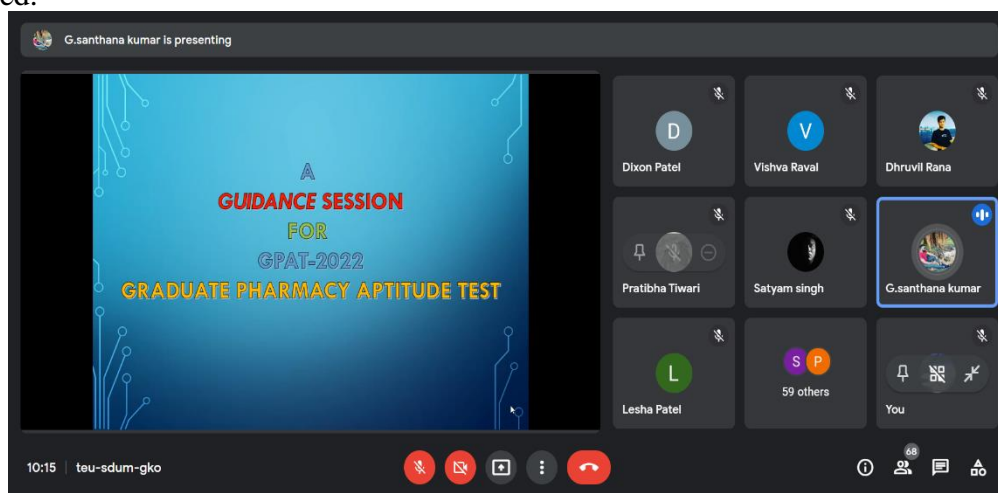 ed.
G.santhana kumar is presenting
A
GUIDANCE SESSION
FOR
GPAT-2022
GRADUATE PHARMACY APTITUDE TEST
D
Dixon Patel
V
Vishva Raval
Dhruvil Rana
Pratibha Tiwari
Satyam singh
G.santhana kumar
L
Lesha Patel
S P
59 others
You
10:15 | teu-sdum-gko
68